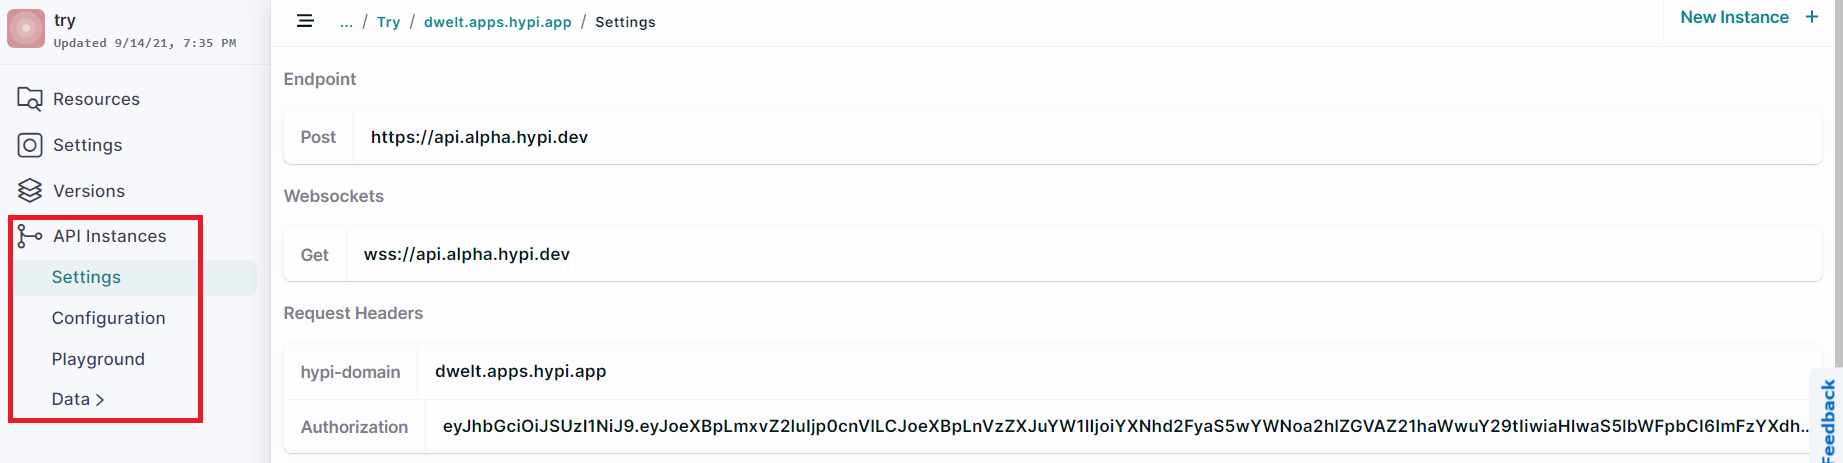 try
Updated 9/14/21, 7:35 PM
Resources
Settings
Versions
API Instances
Settings
Configuration
Playground
Data >
... / Try / dwelt.apps.hypi.app / Settings
New Instance +
Endpoint
Post https://api.alpha.hypi.dev
Websockets
Get wss://api.alpha.hypi.dev
Request Headers
hypi-domain dwelt.apps.hypi.app
Authorization eyJhbGciOiJSUzI1NiJ9.eyJoeXBpLmxvZ2luIjp0cnVlLCJoeXBpLnVzZXJuYW1lIjoiYXNhd2FyaS5wYWNoa2hlZGVAZ21haWwuY29tIiwiaHlwaS5lbWFpbCI6ImFzYXdh...
Feedback